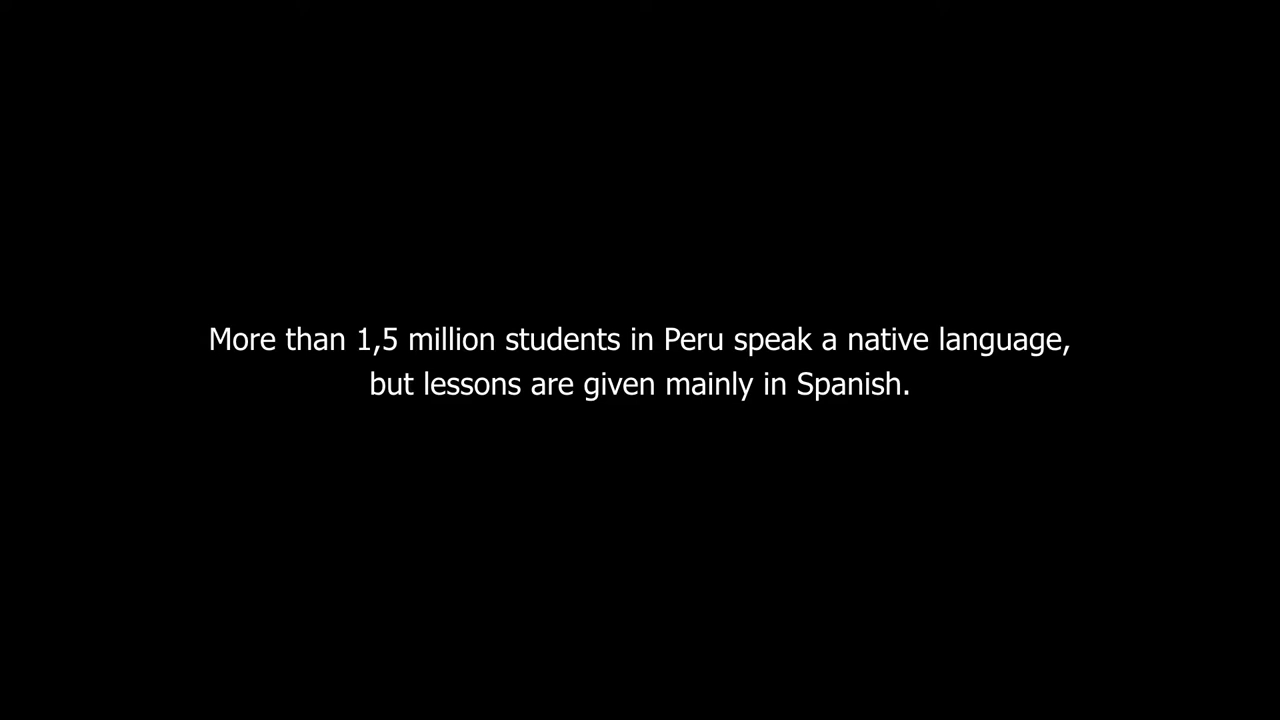 More than 1,5 million students in Peru speak a native language,
but lessons are given mainly in Spanish.